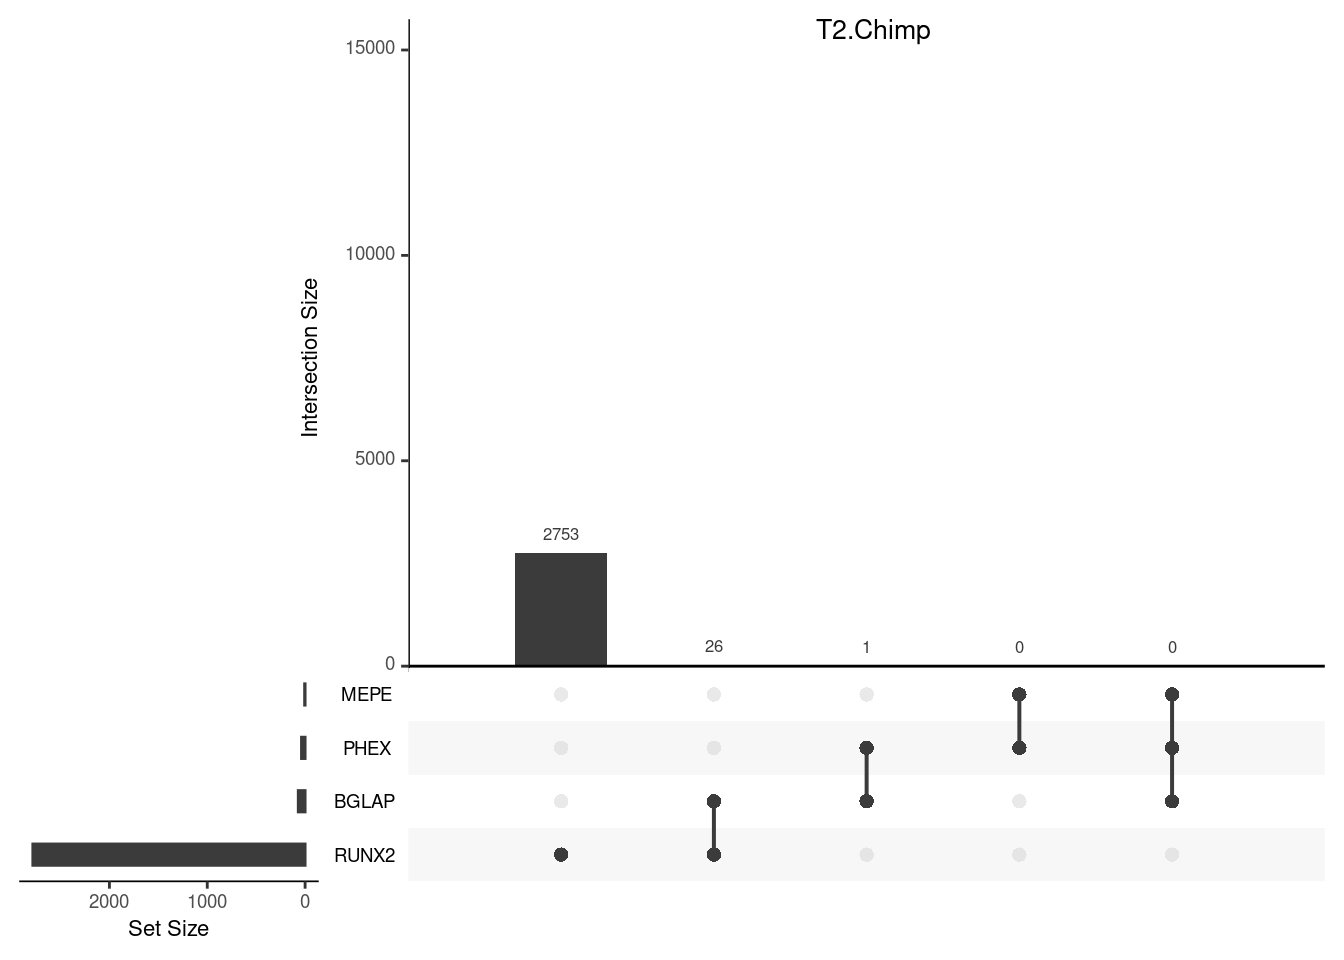 T2.Chimp
15000
10000
5000
0
Intersection Size
2753
26
1
0
0
MEPE
PHEX
BGLAP
RUNX2
2000
1000
0
Set Size